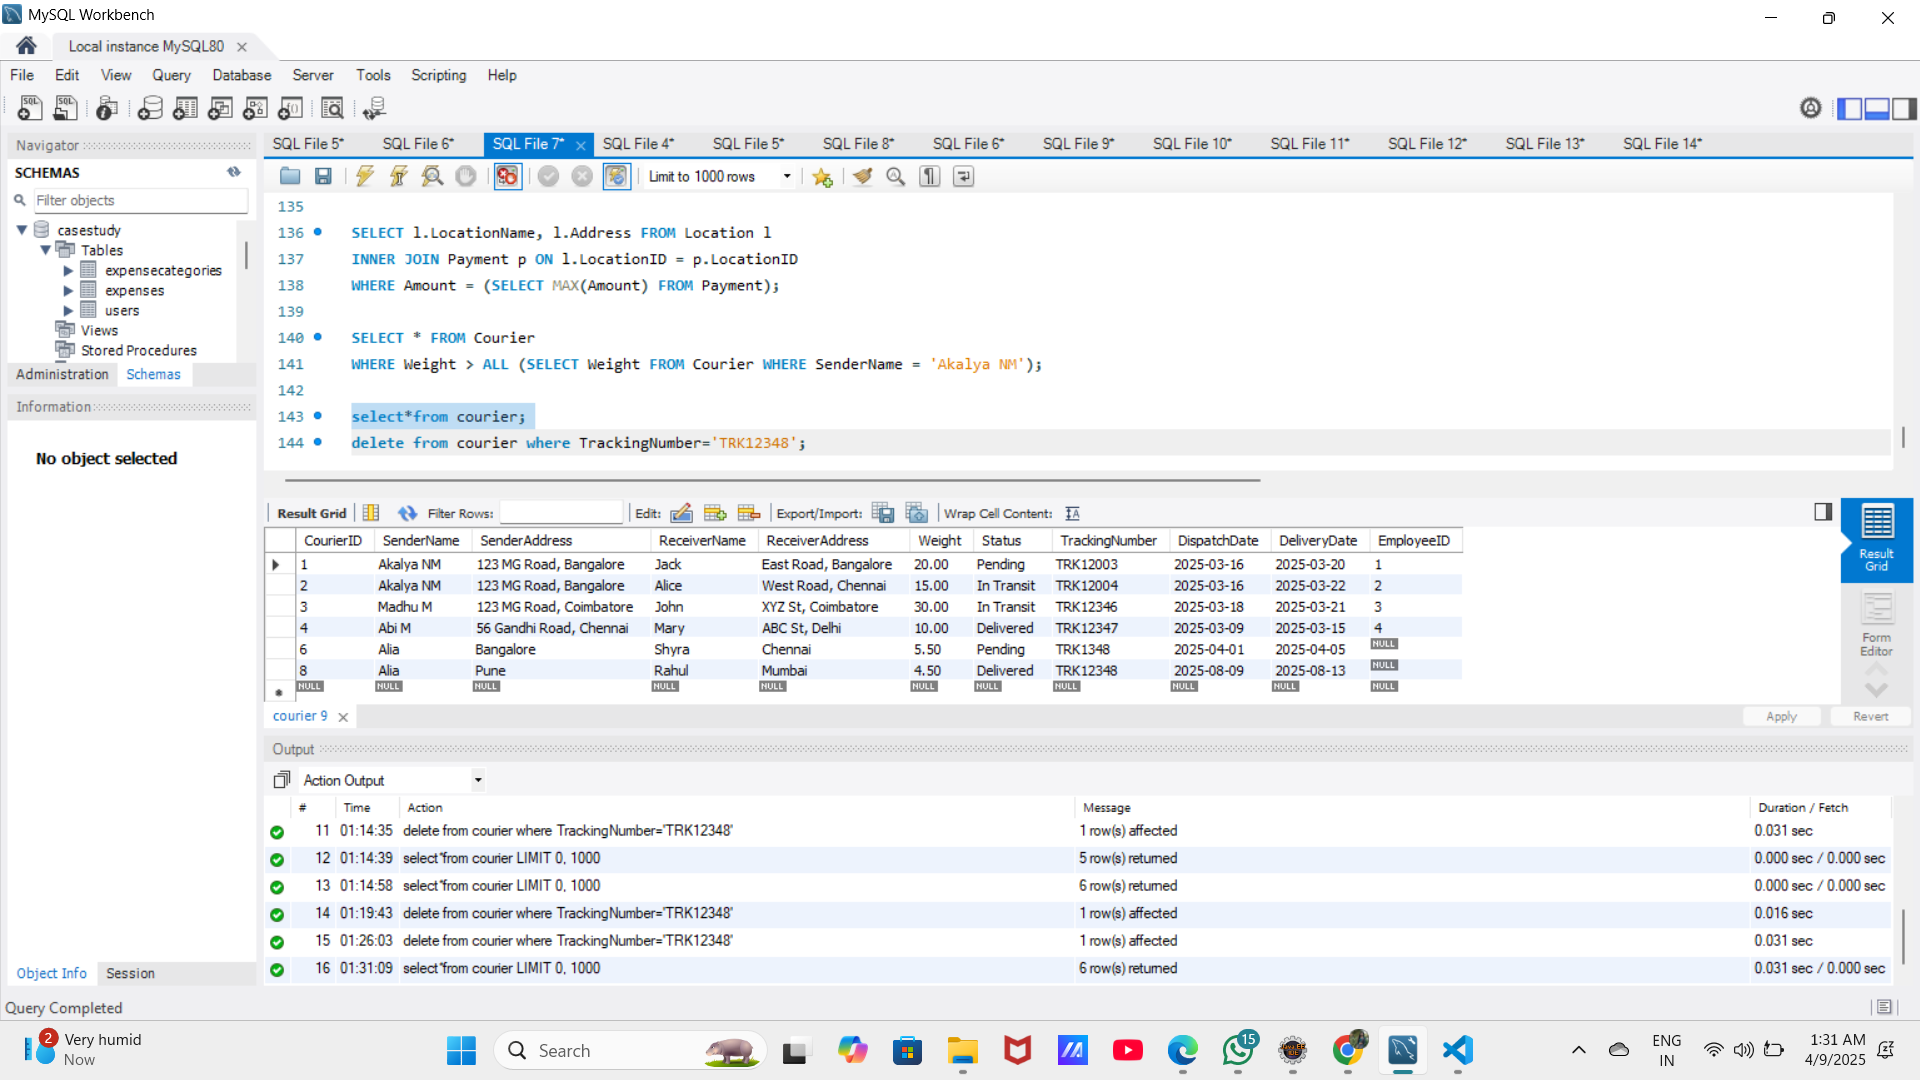 MySQL Workbench
Local instance MySQL80
File Edit View Query Database Server Tools Scripting Help
Navigator
SCHEMAS
Filter objects
casestudy
Tables
expensecategories
expenses
users
Views
Stored Procedures
Administration Schemas
Information
No object selected
Object Info Session
SQL File 5* SQL File 6* SQL File 7* SQL File 4* SQL File 5* SQL File 8* SQL File 6* SQL File 9* SQL File 10* SQL File 11* SQL File 12* SQL File 13* SQL File 14*
Limit to 1000 rows
135
136 SELECT l.LocationName, l.Address FROM Location l
137 INNER JOIN Payment p ON l.LocationID = p.LocationID
138 WHERE Amount = (SELECT MAX(Amount) FROM Payment);
139
140 SELECT * FROM Courier
141 WHERE Weight > ALL (SELECT Weight FROM Courier WHERE SenderName = 'Akalya NM');
142
143 select*from courier;
144 delete from courier where TrackingNumber='TRK12348';
Result Grid Filter Rows: Edit: Export/Import: Wrap Cell Content:
CourierID SenderName SenderAddress ReceiverName ReceiverAddress Weight Status TrackingNumber DispatchDate DeliveryDate EmployeeID
1 Akalya NM 123 MG Road, Bangalore Jack East Road, Bangalore 20.00 Pending TRK12003 2025-03-16 2025-03-20 1
2 Akalya NM 123 MG Road, Bangalore Alice West Road, Chennai 15.00 In Transit TRK12004 2025-03-16 2025-03-22 2
3 Madhu M 123 MG Road, Coimbatore John XYZ St, Coimbatore 30.00 In Transit TRK12346 2025-03-18 2025-03-21 3
4 Abi M 56 Gandhi Road, Chennai Mary ABC St, Delhi 10.00 Delivered TRK12347 2025-03-09 2025-03-15 4
6 Alia Bangalore Shyra Chennai 5.50 Pending TRK1348 2025-04-01 2025-04-05 NULL
8 Alia Pune Rahul Mumbai 4.50 Delivered TRK12348 2025-08-09 2025-08-13 NULL
NULL NULL NULL NULL NULL NULL NULL NULL NULL NULL NULL
Result Grid
Form Editor
courier 9
Apply Revert
Output
Action Output
# Time Action Message Duration / Fetch
11 01:14:35 delete from courier where TrackingNumber='TRK12348' 1 row(s) affected 0.031 sec
12 01:14:39 select*from courier LIMIT 0, 1000 5 row(s) returned 0.000 sec / 0.000 sec
13 01:14:58 select*from courier LIMIT 0, 1000 6 row(s) returned 0.000 sec / 0.000 sec
14 01:19:43 delete from courier where TrackingNumber='TRK12348' 1 row(s) affected 0.016 sec
15 01:26:03 delete from courier where TrackingNumber='TRK12348' 1 row(s) affected 0.031 sec
16 01:31:09 select*from courier LIMIT 0, 1000 6 row(s) returned 0.031 sec / 0.000 sec
Query Completed
2 Very humid
Now
Search
15
ENG
IN
1:31 AM
4/9/2025